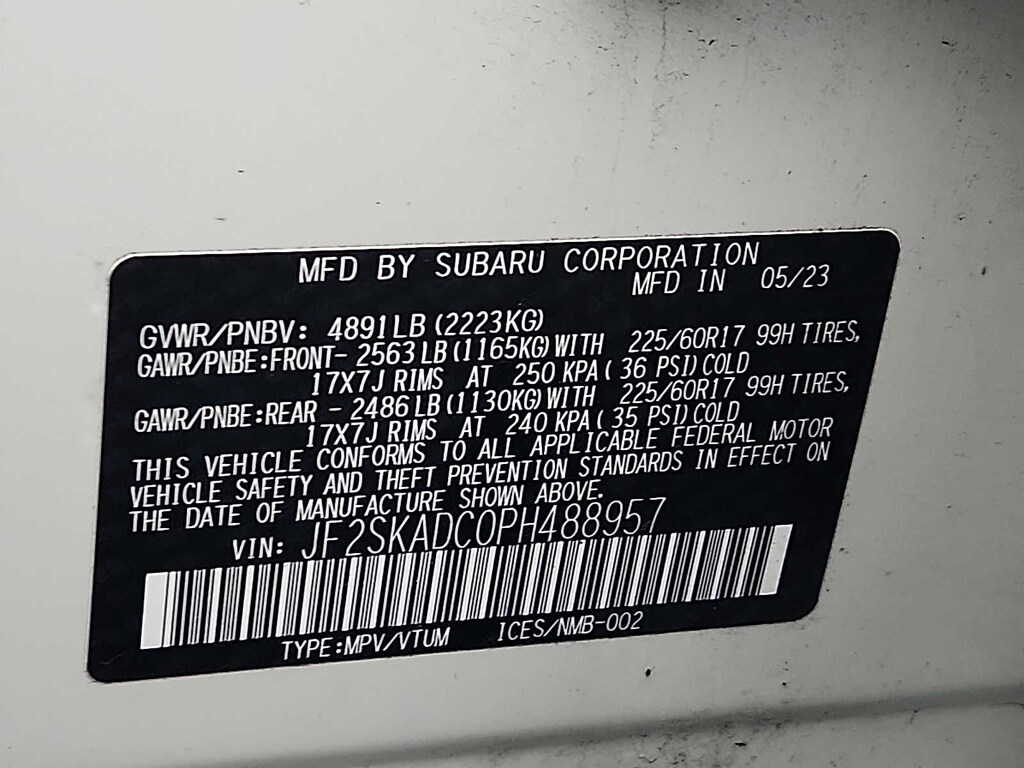 MFD BY SUBARU CORPORATION
MFD IN 05/23
GVWR/PNBV: 4891LB (2223KG)
GAWR/PNBE:FRONT- 2563LB(1165KG)WITH 225/60R17 99H TIRES,
17X7J RIMS AT 250 KPA( 36 PSI)COLD
GAWR/PNBE:REAR - 2486LB(1130KG)WITH 225/60R17 99H TIRES,
17X7J RIMS AT 240 KPA( 35 PSI)COLD
THIS VEHICLE CONFORMS TO ALL APPLICABLE FEDERAL MOTOR
VEHICLE SAFETY AND THEFT PREVENTION STANDARDS IN EFFECT ON
THE DATE OF MANUFACTURE SHOWN ABOVE.
VIN: JF2SKADC0PH488957
TYPE:MPV/VTUM ICES/NMB-002